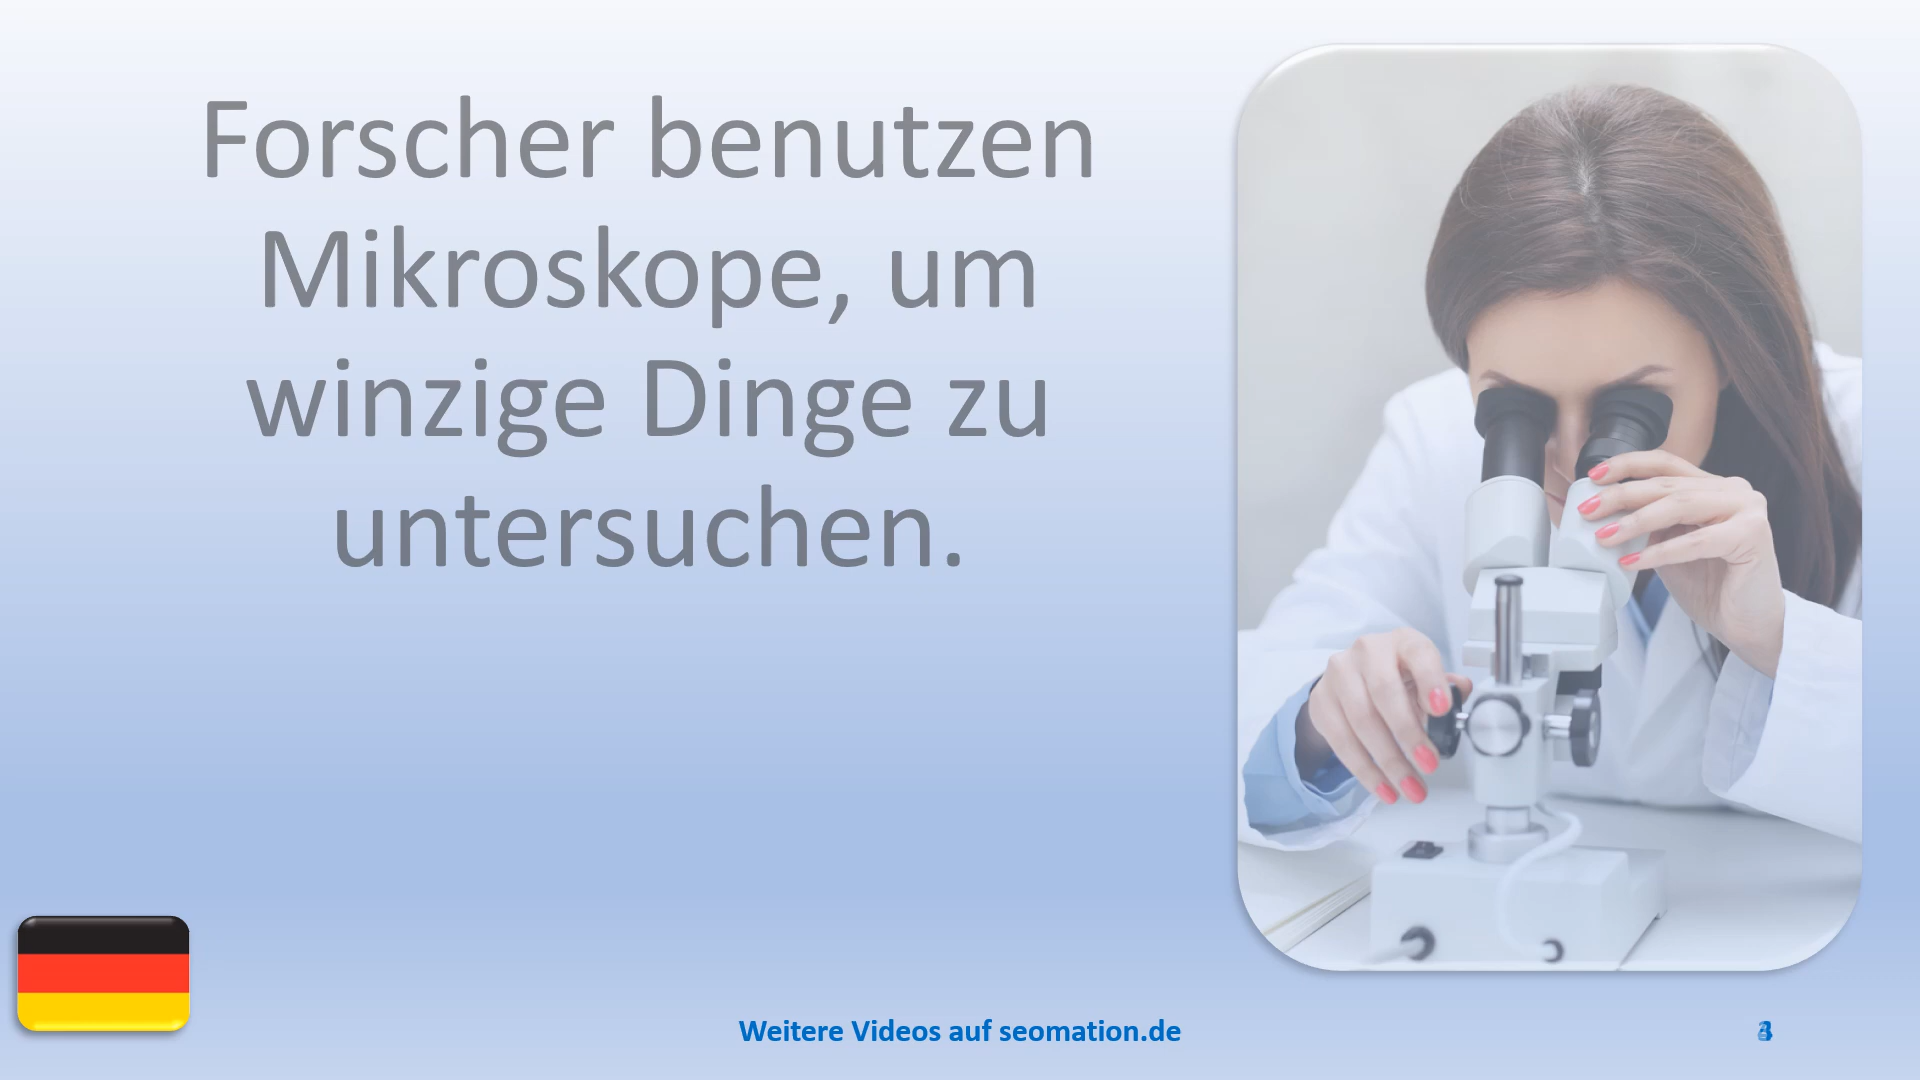 Forscher benutzen
Mikroskope, um
winzige Dinge zu
untersuchen.
Weitere Videos auf seomation.de